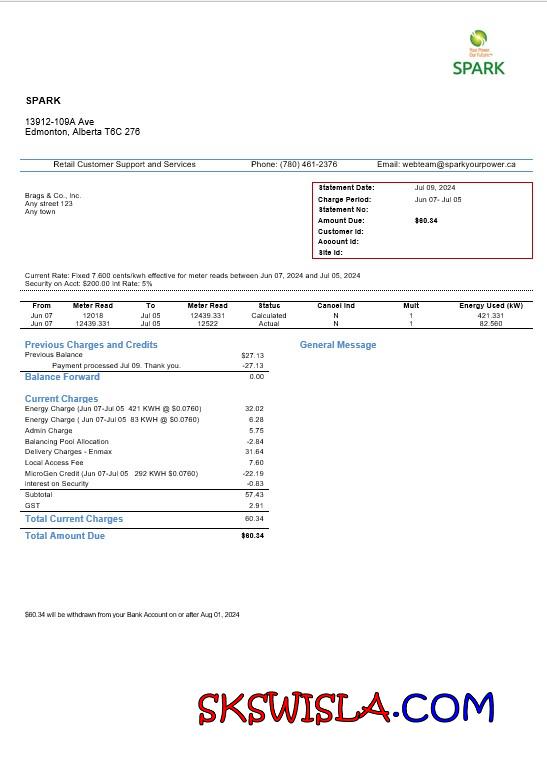 Your Power
Our Future™
SPARK
SPARK
13912-109A Ave
Edmonton, Alberta T6C 276
Retail Customer Support and Services Phone: (780) 461-2376 Email: webteam@sparkyourpower.ca
Brags & Co., Inc.
Any street 123
Any town
Statement Date: Jul 09, 2024
Charge Period: Jun 07- Jul 05
Statement No:
Amount Due: $60.34
Customer Id:
Account Id:
Site Id:
Current Rate: Fixed 7.600 cents/kwh effective for meter reads between Jun 07, 2024 and Jul 05, 2024
Security on Acct: $200.00 Int Rate: 5%
From Meter Read To Meter Read Status Cancel Ind Mult Energy Used (kW)
Jun 07 12018 Jul 05 12439.331 Calculated N 1 421.331
Jun 07 12439.331 Jul 05 12522 Actual N 1 82.560
Previous Charges and Credits
Previous Balance $27.13
Payment processed Jul 09. Thank you. -27.13
Balance Forward 0.00
General Message
Current Charges
Energy Charge (Jun 07-Jul 05 421 KWH @ $0.0760) 32.02
Energy Charge ( Jun 07-Jul 05 83 KWH @ $0.0760) 6.28
Admin Charge 5.75
Balancing Pool Allocation -2.84
Delivery Charges - Enmax 31.64
Local Access Fee 7.60
MicroGen Credit (Jun 07-Jul 05 292 KWH $0.0760) -22.19
Interest on Security -0.83
Subtotal 57.43
GST 2.91
Total Current Charges 60.34
Total Amount Due $60.34
$60.34 will be withdrawn from your Bank Account on or after Aug 01, 2024
SKSWISLA.COM